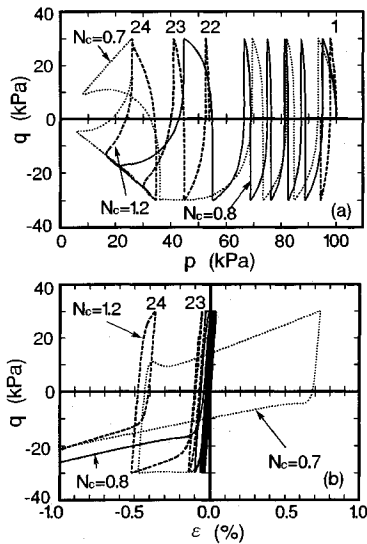 40
20
0
-20
-40
q (kPa)
Nc=0.7
24 23 22 1
Nc=1.2
Nc=0.8
(a)
0 20 40 60 80 100
p (kPa)
40
20
0
-20
-40
q (kPa)
Nc=1.2
24 23
Nc=0.8
Nc=0.7
(b)
-1.0 -0.5 0.0 0.5 1.0
ε (%)